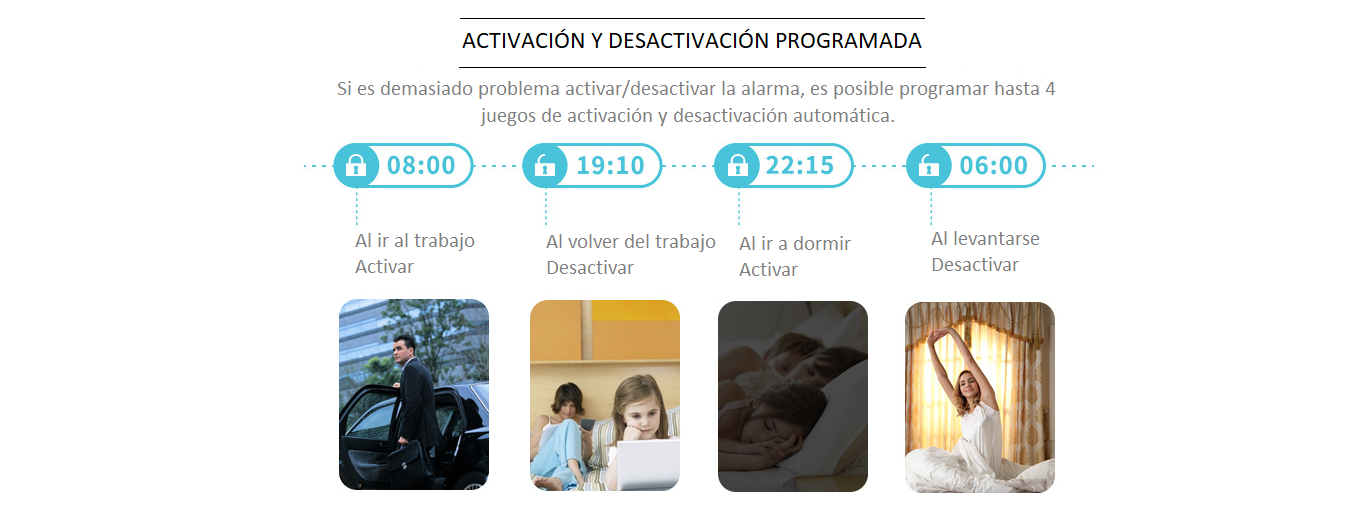 ACTIVACIÓN Y DESACTIVACIÓN PROGRAMADA
Si es demasiado problema activar/desactivar la alarma, es posible programar hasta 4
juegos de activación y desactivación automática.
08:00
19:10
22:15
06:00
Al ir al trabajo
Activar
Al volver del trabajo
Desactivar
Al ir a dormir
Activar
Al levantarse
Desactivar